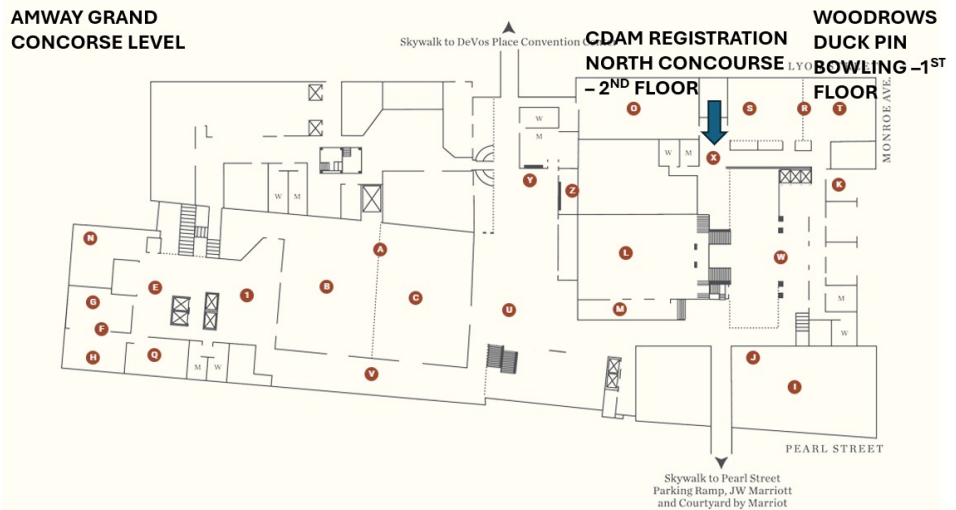 AMWAY GRAND
CONCORSE LEVEL
Skywalk to DeVos Place Convention Center
CDAM REGISTRATION
NORTH CONCOURSE
– 2ND FLOOR
WOODROWS
DUCK PIN
BOWLING –1ST
FLOOR
LYON STREET
MONROE AVE.
O
S
R
T
W
M
W
M
X
Y
Z
K
W
M
N
A
L
W
E
B
C
1
G
F
U
M
M
W
H
Q
M
W
V
J
I
PEARL STREET
Skywalk to Pearl Street
Parking Ramp, JW Marriott
and Courtyard by Marriot